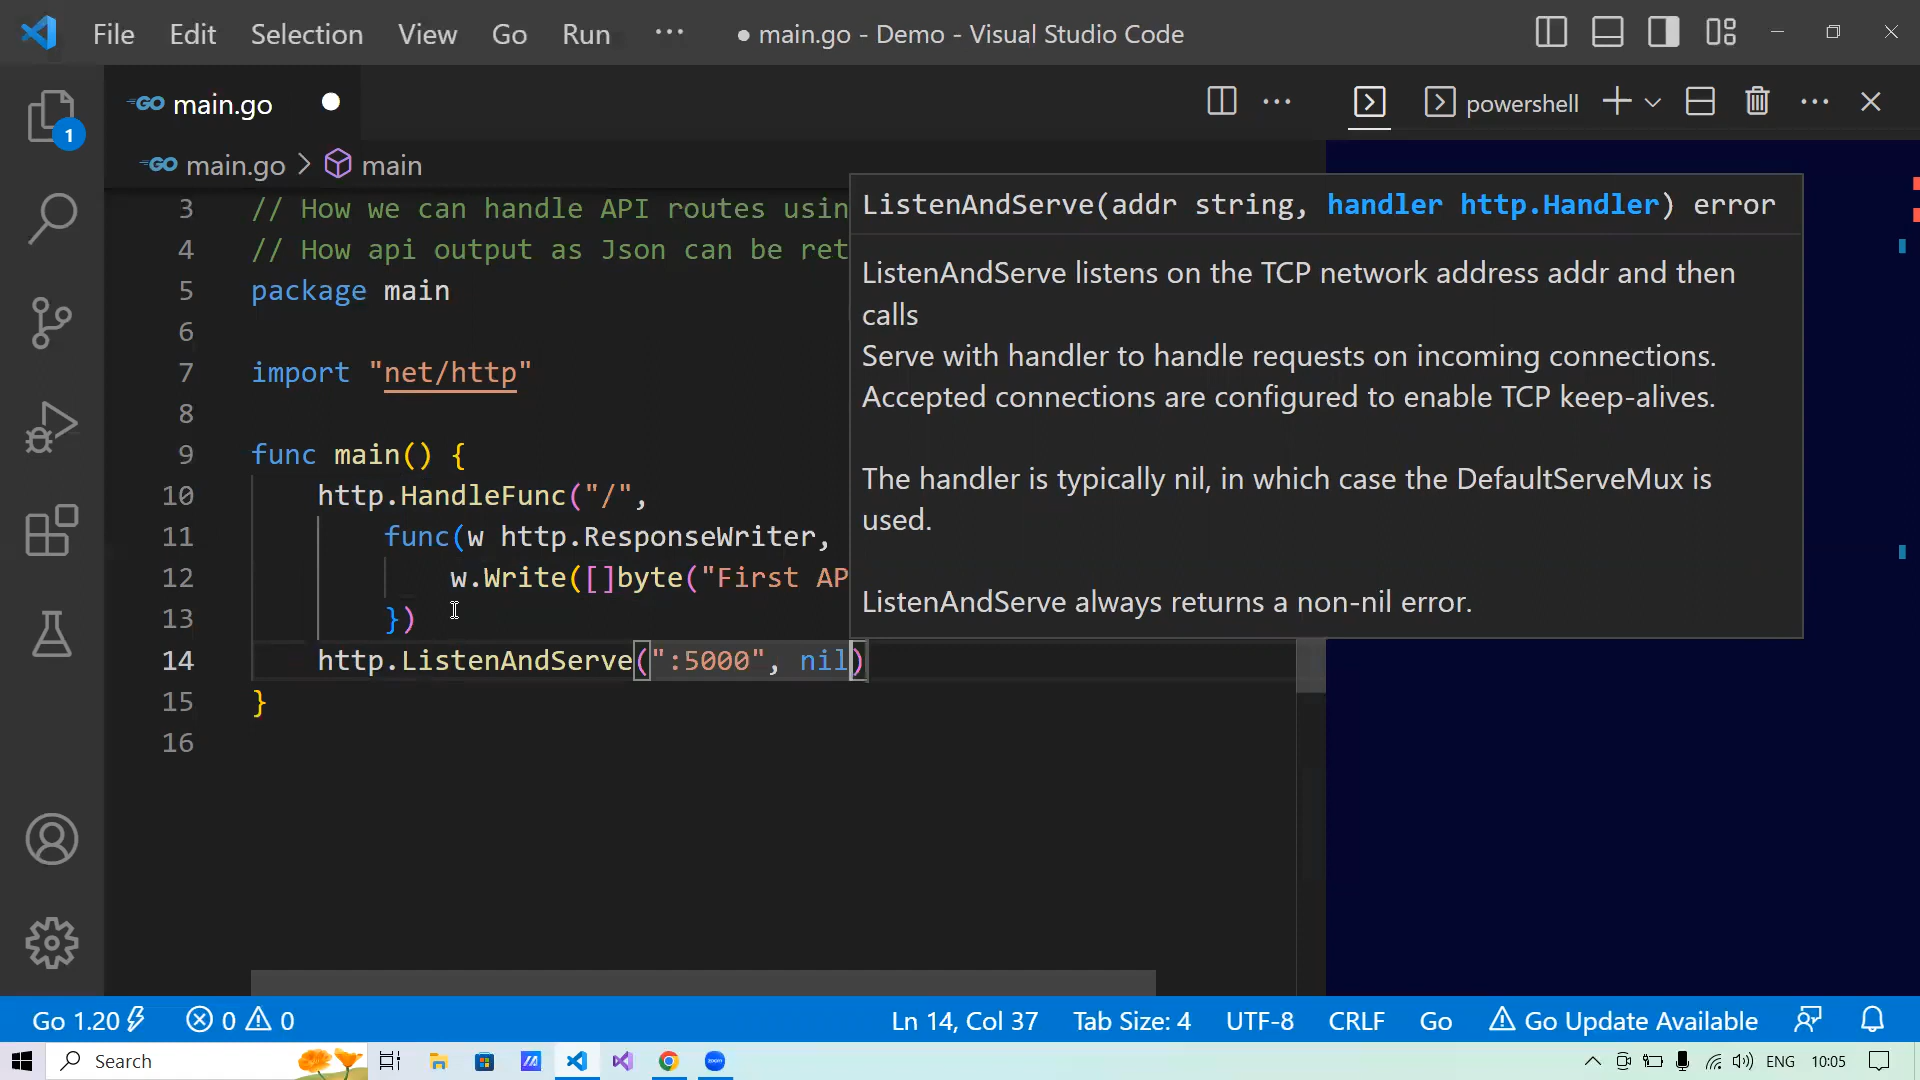 File Edit Selection View Go Run ··· ● main.go - Demo - Visual Studio Code
GO main.go ● powershell
GO main.go > main
3 // How we can handle API routes usin
4 // How api output as Json can be ret
5 package main
6
7 import "net/http"
8
9 func main() {
10 http.HandleFunc("/",
11 func(w http.ResponseWriter,
12 w.Write([]byte("First AP
13 })
14 http.ListenAndServe(":5000", nil)
15 }
16
ListenAndServe(addr string, handler http.Handler) error
ListenAndServe listens on the TCP network address addr and then
calls
Serve with handler to handle requests on incoming connections.
Accepted connections are configured to enable TCP keep-alives.
The handler is typically nil, in which case the DefaultServeMux is
used.
ListenAndServe always returns a non-nil error.
1
Go 1.20 0 0 Ln 14, Col 37 Tab Size: 4 UTF-8 CRLF Go Go Update Available
Search ENG 10:05